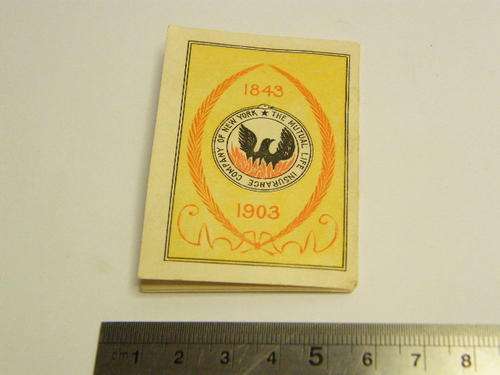 1843
THE MUTUAL LIFE INSURANCE COMPANY OF NEW YORK ★
1903
cm 1 2 3 4 5 6 7 8